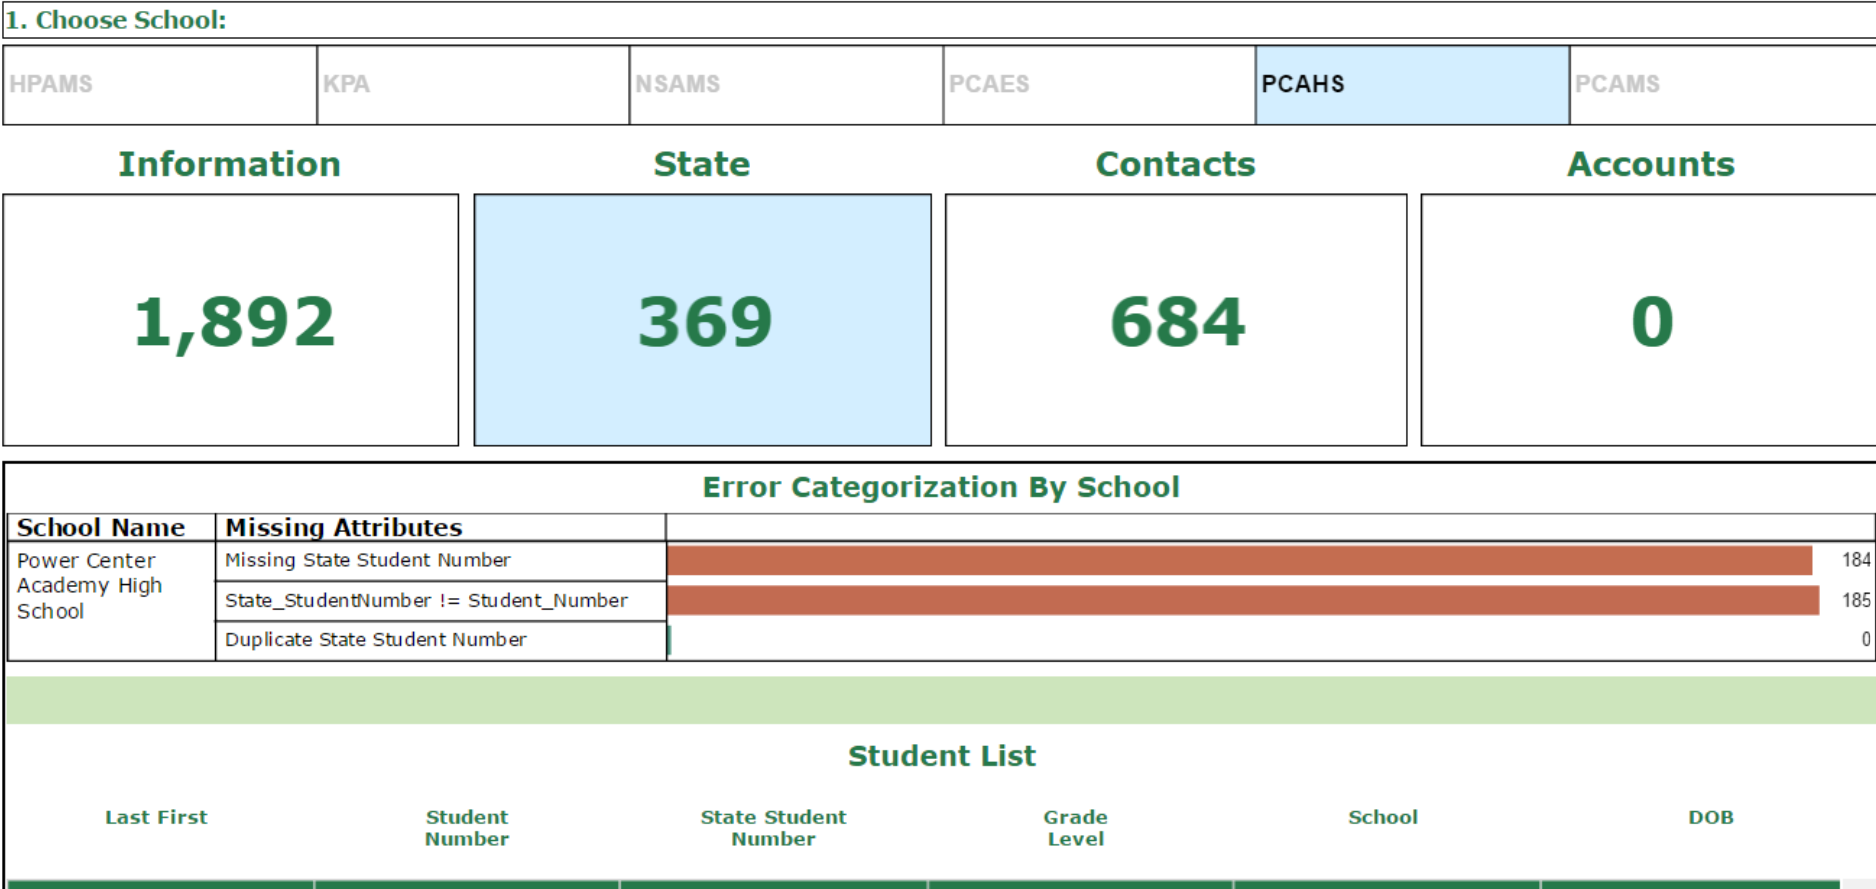 1. Choose School:
HPAMS KPA NSAMS PCAES PCAHS PCAMS
Information State Contacts Accounts
1,892 369 684 0
Error Categorization By School
School Name Missing Attributes
Power Center
Academy High
School
Missing State Student Number 184
State_StudentNumber != Student_Number 185
Duplicate State Student Number 0
Student List
Last First
Student
Number
State Student
Number
Grade
Level
School
DOB